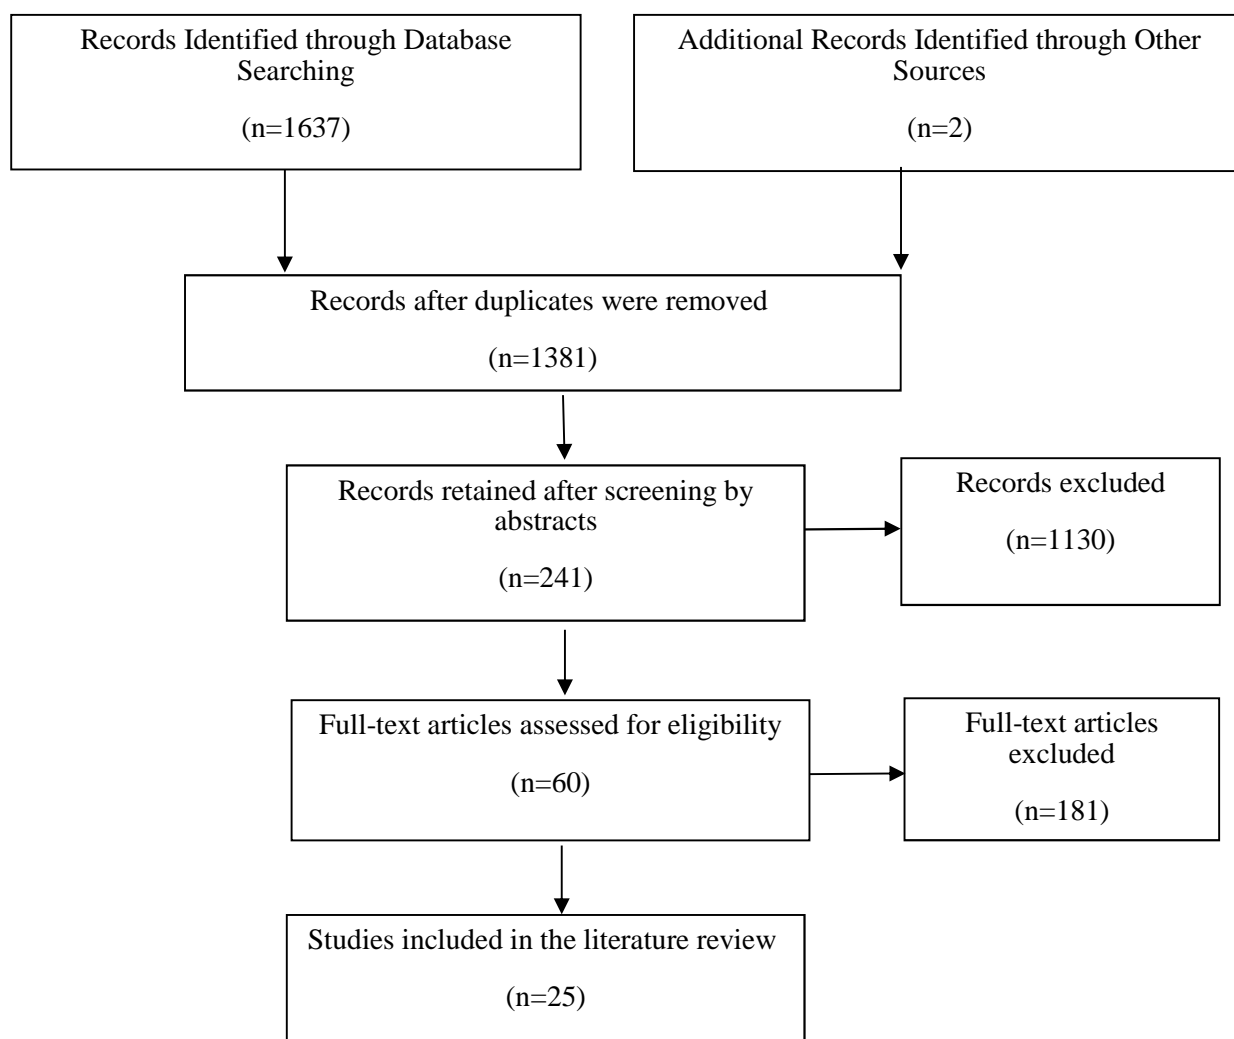 Records Identified through Database
Searching
(n=1637)
Additional Records Identified through Other
Sources
(n=2)
Records after duplicates were removed
(n=1381)
Records retained after screening by
abstracts
(n=241)
Records excluded
(n=1130)
Full-text articles assessed for eligibility
(n=60)
Full-text articles
excluded
(n=181)
Studies included in the literature review
(n=25)